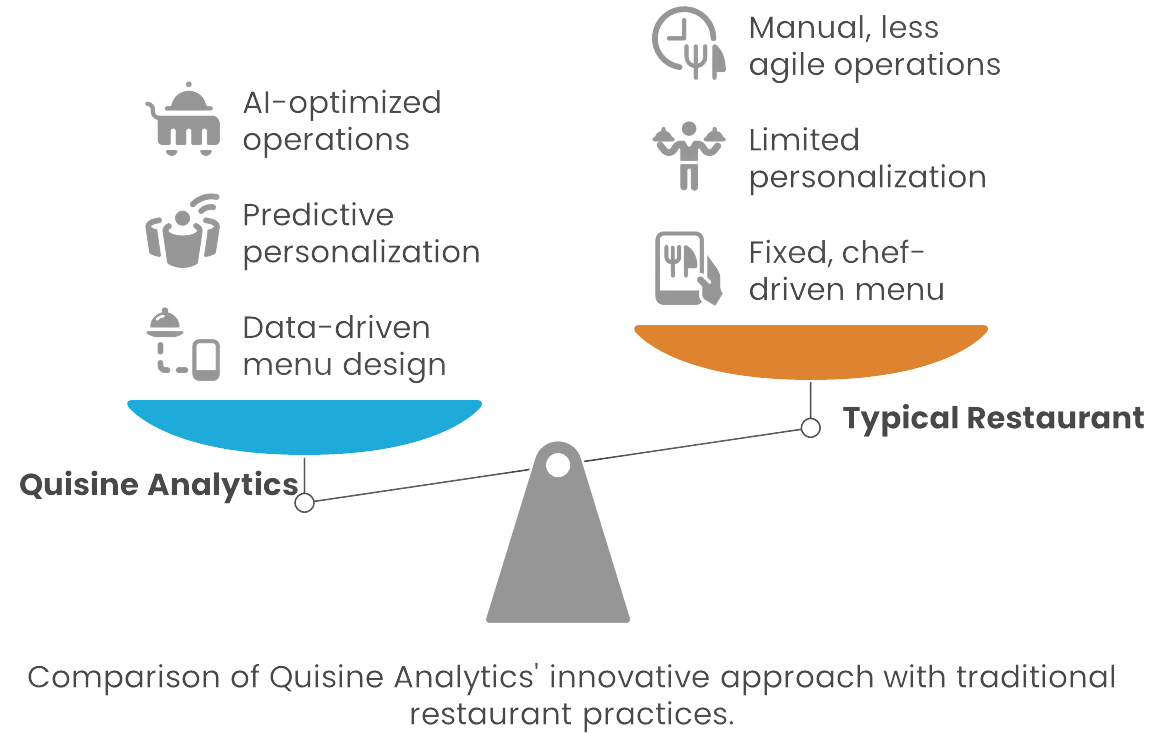 AI-optimized
operations
Predictive
personalization
Data-driven
menu design
Quisine Analytics
Manual, less
agile operations
Limited
personalization
Fixed, chef-
driven menu
Typical Restaurant
Comparison of Quisine Analytics' innovative approach with traditional
restaurant practices.